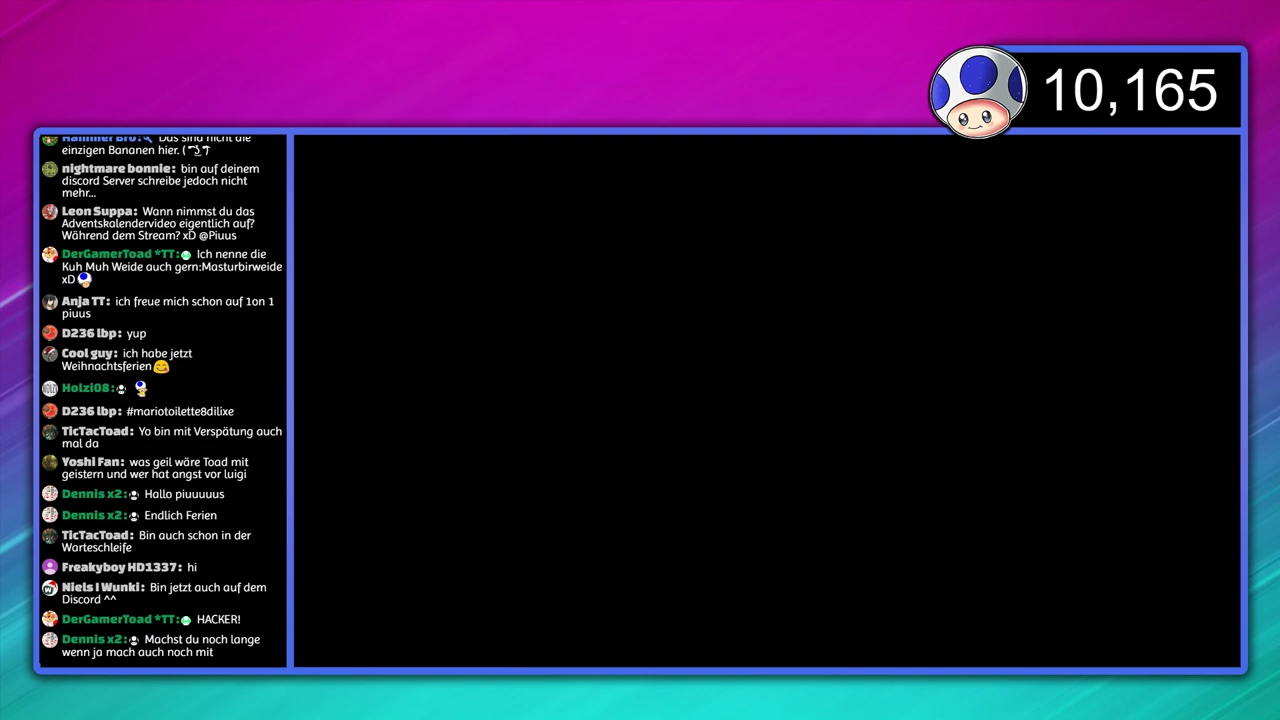 10,165
Hammer Bro: Das sind nicht die
einzigen Bananen hier. (
nightmare bonnie: bin auf deinem
discord Server schreibe jedoch nicht
mehr...
Leon Suppa: Wann nimmst du das
Adventskalendervideo eigentlich auf?
Während dem Stream? xD @Piuus
DerGamerToad *TT: Ich nenne die
Kuh Muh Weide auch gern:Masturbirweide
xD
Anja TT: ich freue mich schon auf 1on 1
piuus
D236 lbp: yup
Cool guy: ich habe jetzt
Weihnachtsferien😋
Holzi08:
D236 lbp: #mariotoilette8dilixe
TicTacToad: Yo bin mit Verspätung auch
mal da
Yoshi Fan: was geil wäre Toad mit
geistern und wer hat angst vor luigi
Dennis x2: Hallo piuuuuus
Dennis x2: Endlich Ferien
TicTacToad: Bin auch schon in der
Warteschleife
Freakyboy HD1337: hi
Niels I Wunki: Bin jetzt auch auf dem
Discord ^^
DerGamerToad *TT: HACKER!
Dennis x2: Machst du noch lange
wenn ja mach auch noch mit